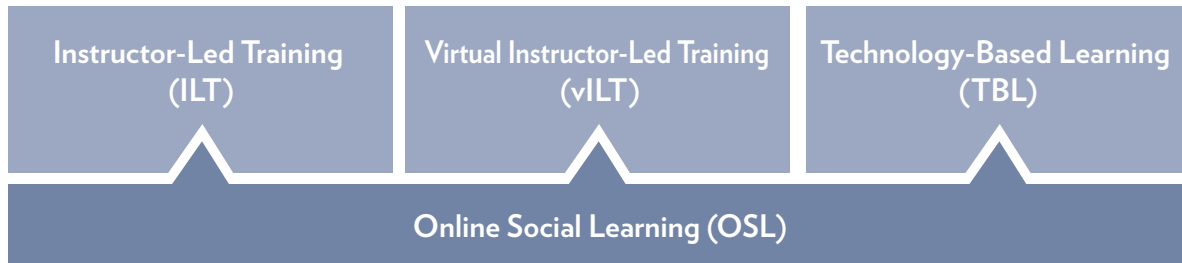 Instructor-Led Training
(ILT)
Virtual Instructor-Led Training
(vILT)
Technology-Based Learning
(TBL)
Online Social Learning (OSL)